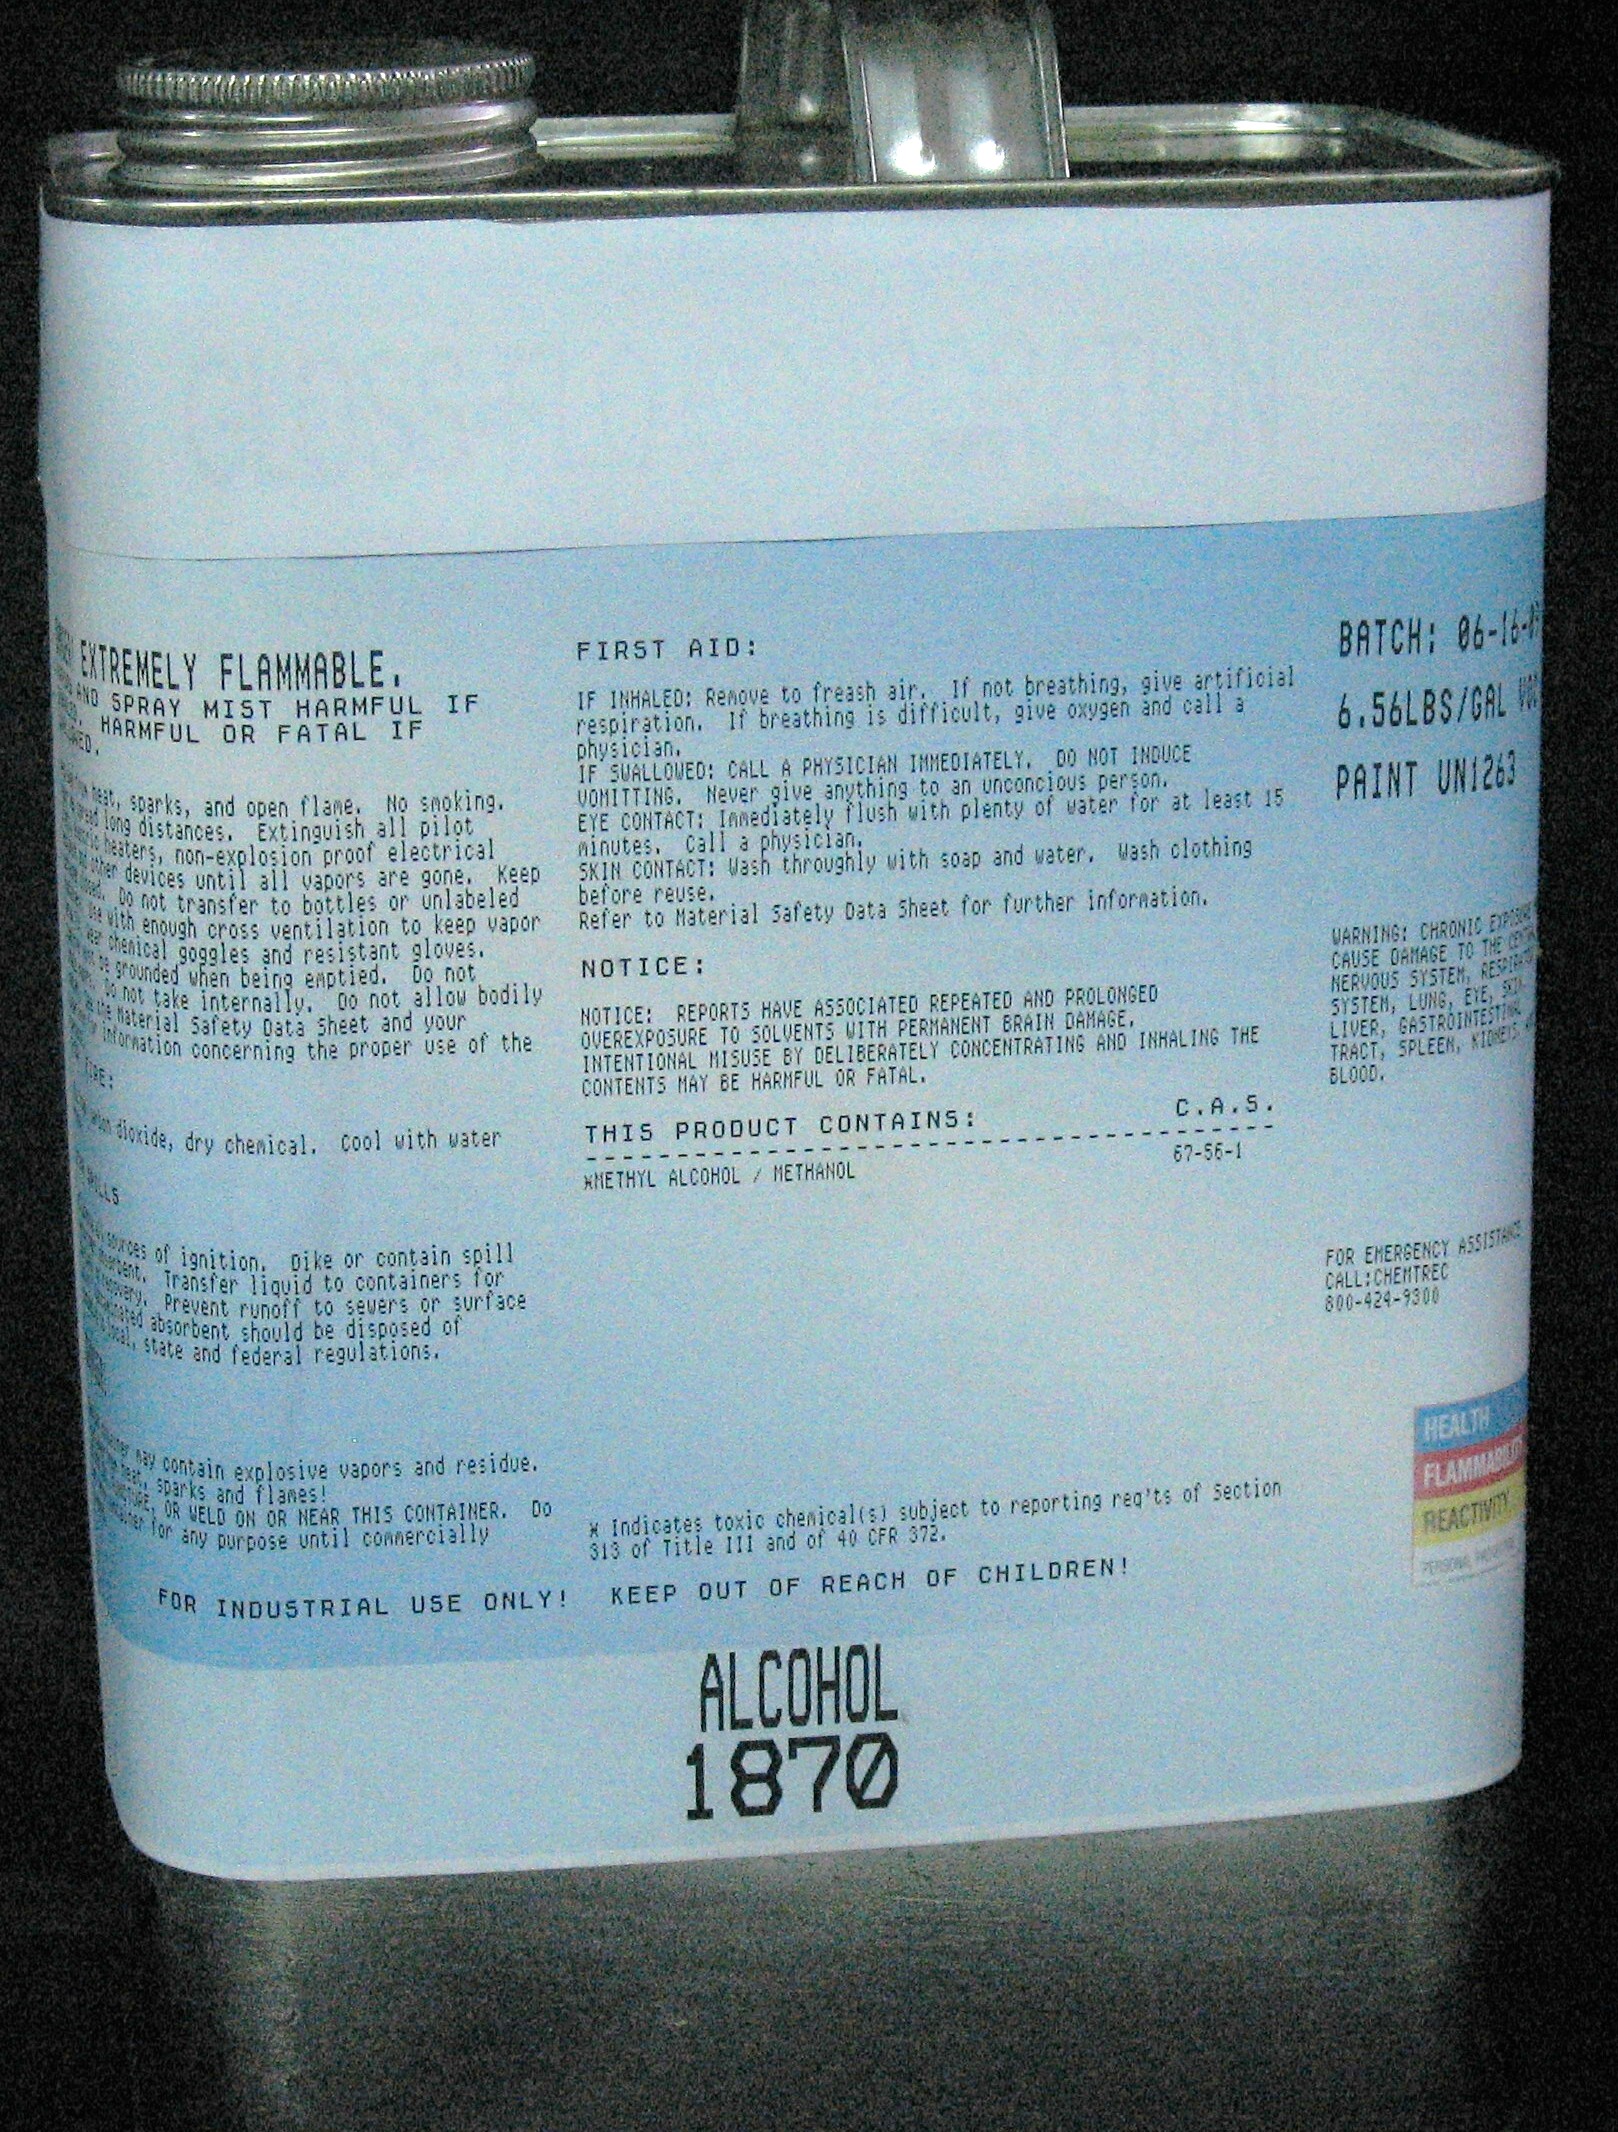 EXTREMELY FLAMMABLE.
AND SPRAY MIST HARMFUL IF
HARMFUL OR FATAL IF
heat, sparks, and open flame. No smoking.
long distances. Extinguish all pilot
heaters, non-explosion proof electrical
other devices until all vapors are gone. Keep
Do not transfer to bottles or unlabeled
use with enough cross ventilation to keep vapor
chemical goggles and resistant gloves.
be grounded when being emptied. Do not
Do not take internally. Do not allow bodily
the Material Safety Data Sheet and your
information concerning the proper use of the
FIRE:
dioxide, dry chemical. Cool with water
SPILLS
sources of ignition. Dike or contain spill
Transfer liquid to containers for
Prevent runoff to sewers or surface
absorbent should be disposed of
local, state and federal regulations.
may contain explosive vapors and residue.
heat, sparks and flames!
OR WELD ON OR NEAR THIS CONTAINER. Do
for any purpose until commercially
FIRST AID:
IF INHALED: Remove to freash air. If not breathing, give artificial
respiration. If breathing is difficult, give oxygen and call a
physician.
IF SWALLOWED: CALL A PHYSICIAN IMMEDIATELY. DO NOT INDUCE
VOMITTING. Never give anything to an unconcious person.
EYE CONTACT: Immediately flush with plenty of water for at least 15
minutes. Call a physician.
SKIN CONTACT: Wash throughly with soap and water. Wash clothing
before reuse.
Refer to Material Safety Data Sheet for further information.
NOTICE:
NOTICE: REPORTS HAVE ASSOCIATED REPEATED AND PROLONGED
OVEREXPOSURE TO SOLVENTS WITH PERMANENT BRAIN DAMAGE.
INTENTIONAL MISUSE BY DELIBERATELY CONCENTRATING AND INHALING THE
CONTENTS MAY BE HARMFUL OR FATAL.
THIS PRODUCT CONTAINS: C.A.S.
*METHYL ALCOHOL / METHANOL 67-56-1
* Indicates toxic chemical(s) subject to reporting req'ts of Section
313 of Title III and of 40 CFR 372.
BATCH: 06-16-
6.56LBS/GAL
PAINT UN1263
WARNING: CHRONIC EXPOSURE
CAUSE DAMAGE TO THE
NERVOUS SYSTEM,
SYSTEM, LUNG, EYE,
LIVER, GASTROINTESTINAL
TRACT, SPLEEN, KIDNEYS,
BLOOD.
FOR EMERGENCY ASSISTANCE
CALL:CHEMTREC
800-424-9300
HEALTH
FLAMMABILITY
REACTIVITY
FOR INDUSTRIAL USE ONLY! KEEP OUT OF REACH OF CHILDREN!
ALCOHOL
1870